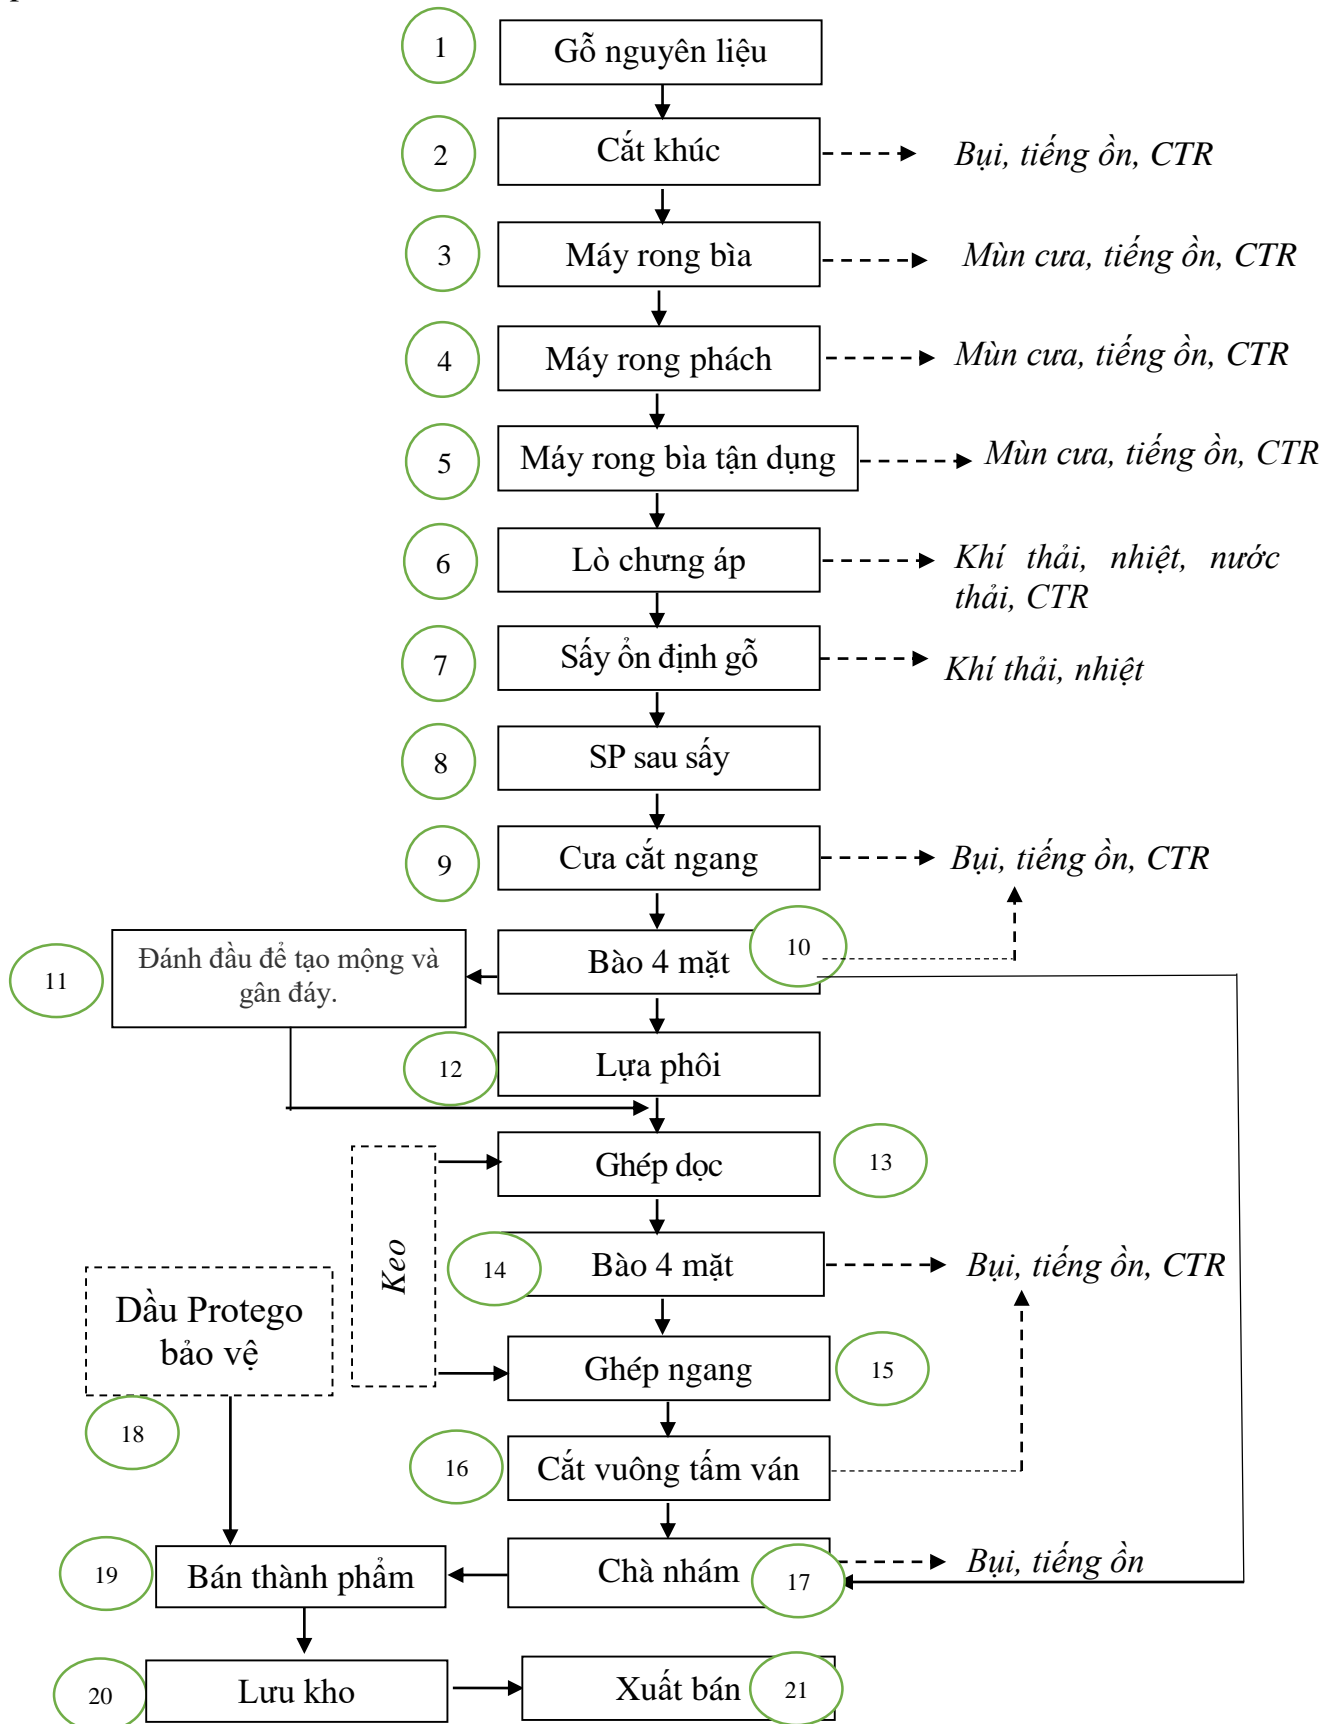 1
Gỗ nguyên liệu
2
Cắt khúc
Bụi, tiếng ồn, CTR
3
Máy rong bìa
Mùn cưa, tiếng ồn, CTR
4
Máy rong phách
Mùn cưa, tiếng ồn, CTR
5
Máy rong bìa tận dụng
Mùn cưa, tiếng ồn, CTR
6
Lò chưng áp
Khí thải, nhiệt, nước
thải, CTR
7
Sấy ổn định gỗ
Khí thải, nhiệt
8
SP sau sấy
9
Cưa cắt ngang
Bụi, tiếng ồn, CTR
10
Bào 4 mặt
11
Đánh đầu để tạo mộng và
gân đáy.
12
Lựa phôi
Ghép dọc
13
Keo
14
Bào 4 mặt
Bụi, tiếng ồn, CTR
Dầu Protego
bảo vệ
Ghép ngang
15
18
16
Cắt vuông tấm ván
19
Bán thành phẩm
Chà nhám
17
Bụi, tiếng ồn
20
Lưu kho
Xuất bán
21